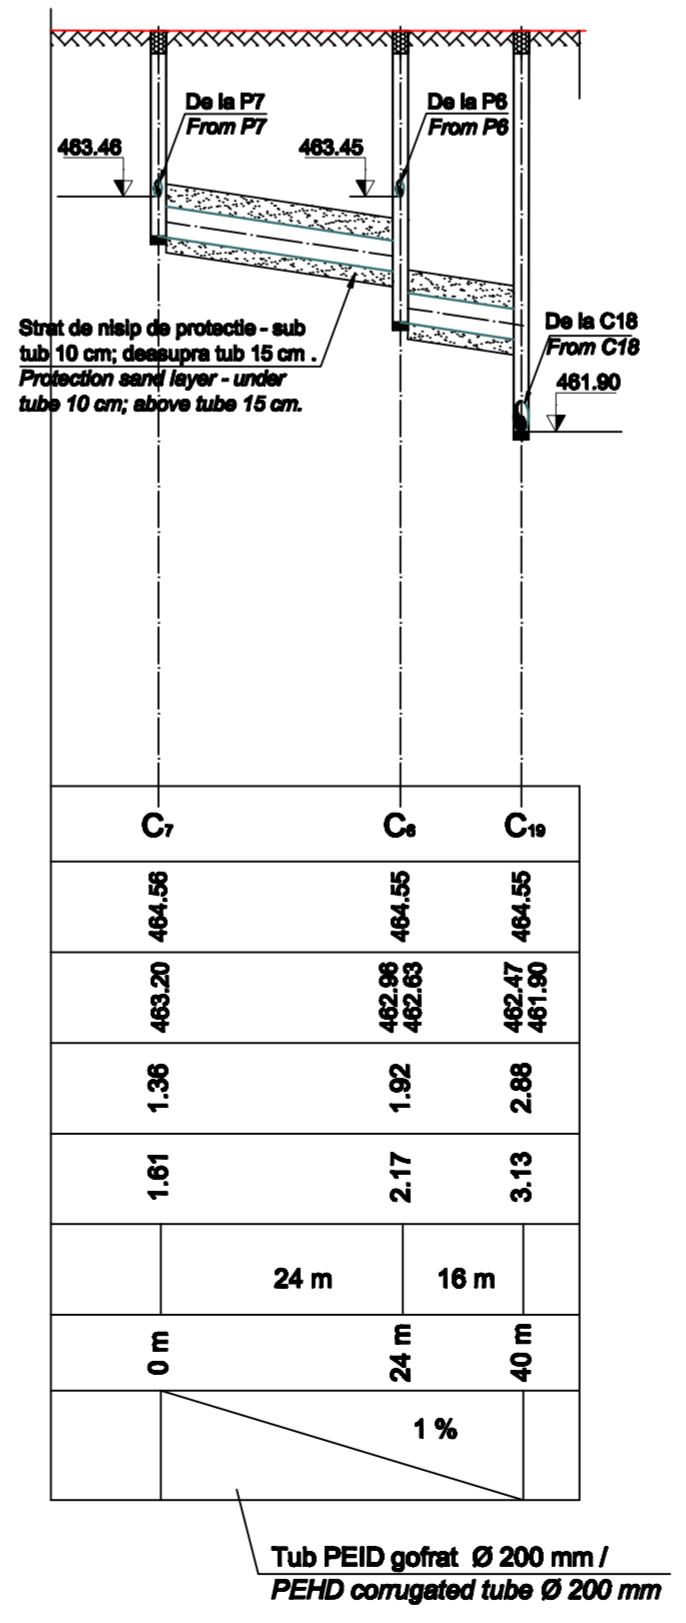 De la P7
From P7
De la P6
From P6
463.46
463.45
Strat de nisip de protectie - sub
tub 10 cm; deasupra tub 15 cm .
Protection sand layer - under
tube 10 cm; above tube 15 cm.
De la C18
From C18
461.90
C7 C6 C19
464.56 464.55 464.55
463.20 462.96 462.47
462.63 461.90
1.36 1.92 2.88
1.61 2.17 3.13
24 m 16 m
0 m 24 m 40 m
1 %
Tub PEID gofrat Ø 200 mm /
PEHD corrugated tube Ø 200 mm